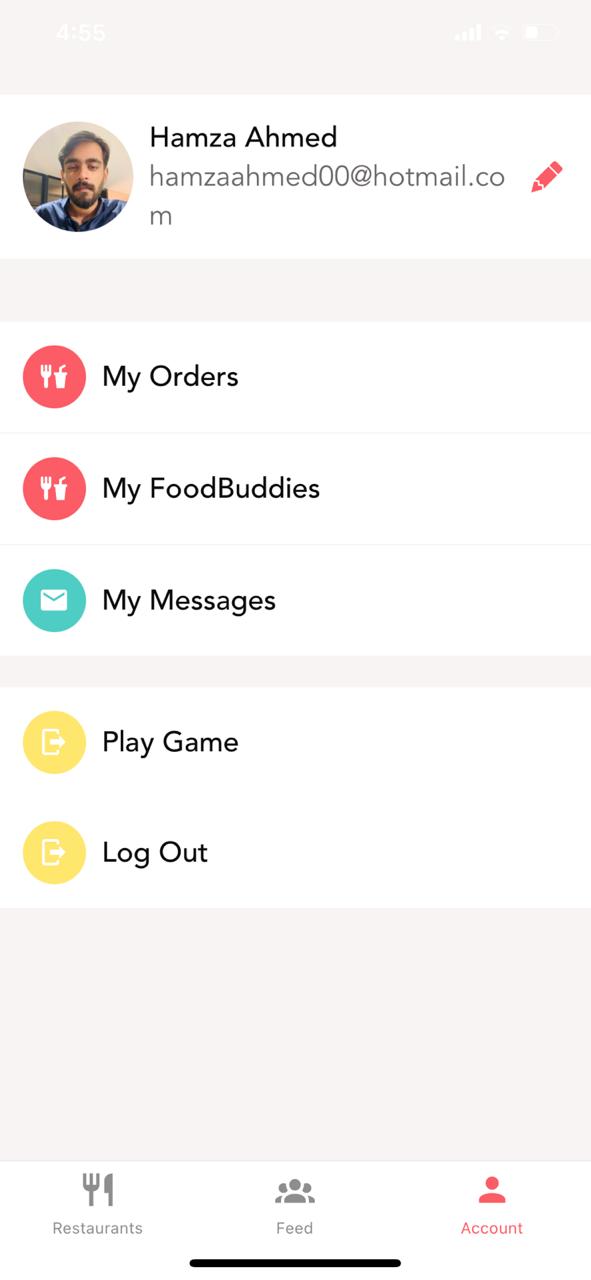 4:55
Hamza Ahmed
hamzaahmed00@hotmail.co
m
My Orders
My FoodBuddies
My Messages
Play Game
Log Out
Restaurants
Feed
Account